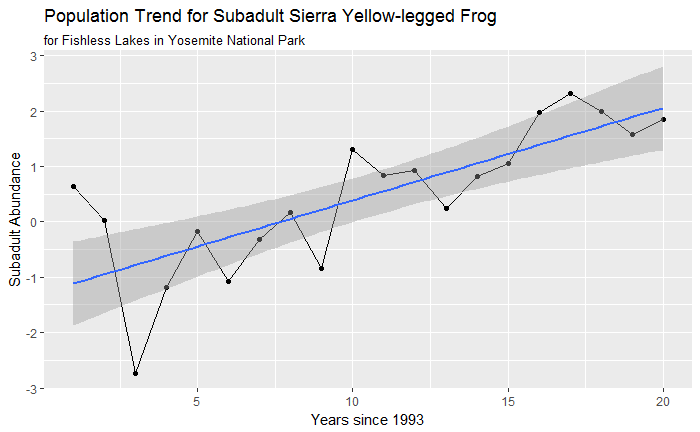 Population Trend for Subadult Sierra Yellow-legged Frog
for Fishless Lakes in Yosemite National Park
3
2
1
0
-1
-2
-3
Subadult Abundance
5 10 15 20
Years since 1993